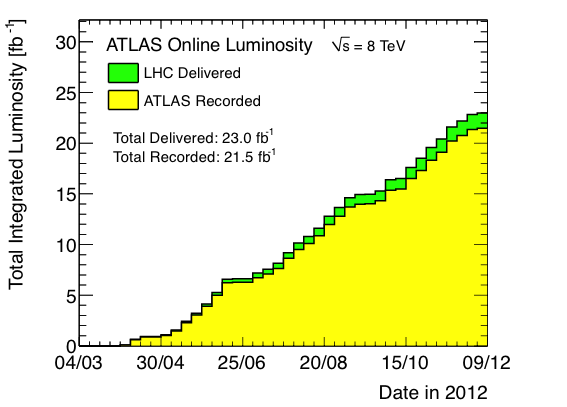 Total Integrated Luminosity [fb⁻¹]
30
25
20
15
10
5
0
ATLAS Online Luminosity √s = 8 TeV
LHC Delivered
ATLAS Recorded
Total Delivered: 23.0 fb⁻¹
Total Recorded: 21.5 fb⁻¹
04/03 30/04 25/06 20/08 15/10 09/12
Date in 2012